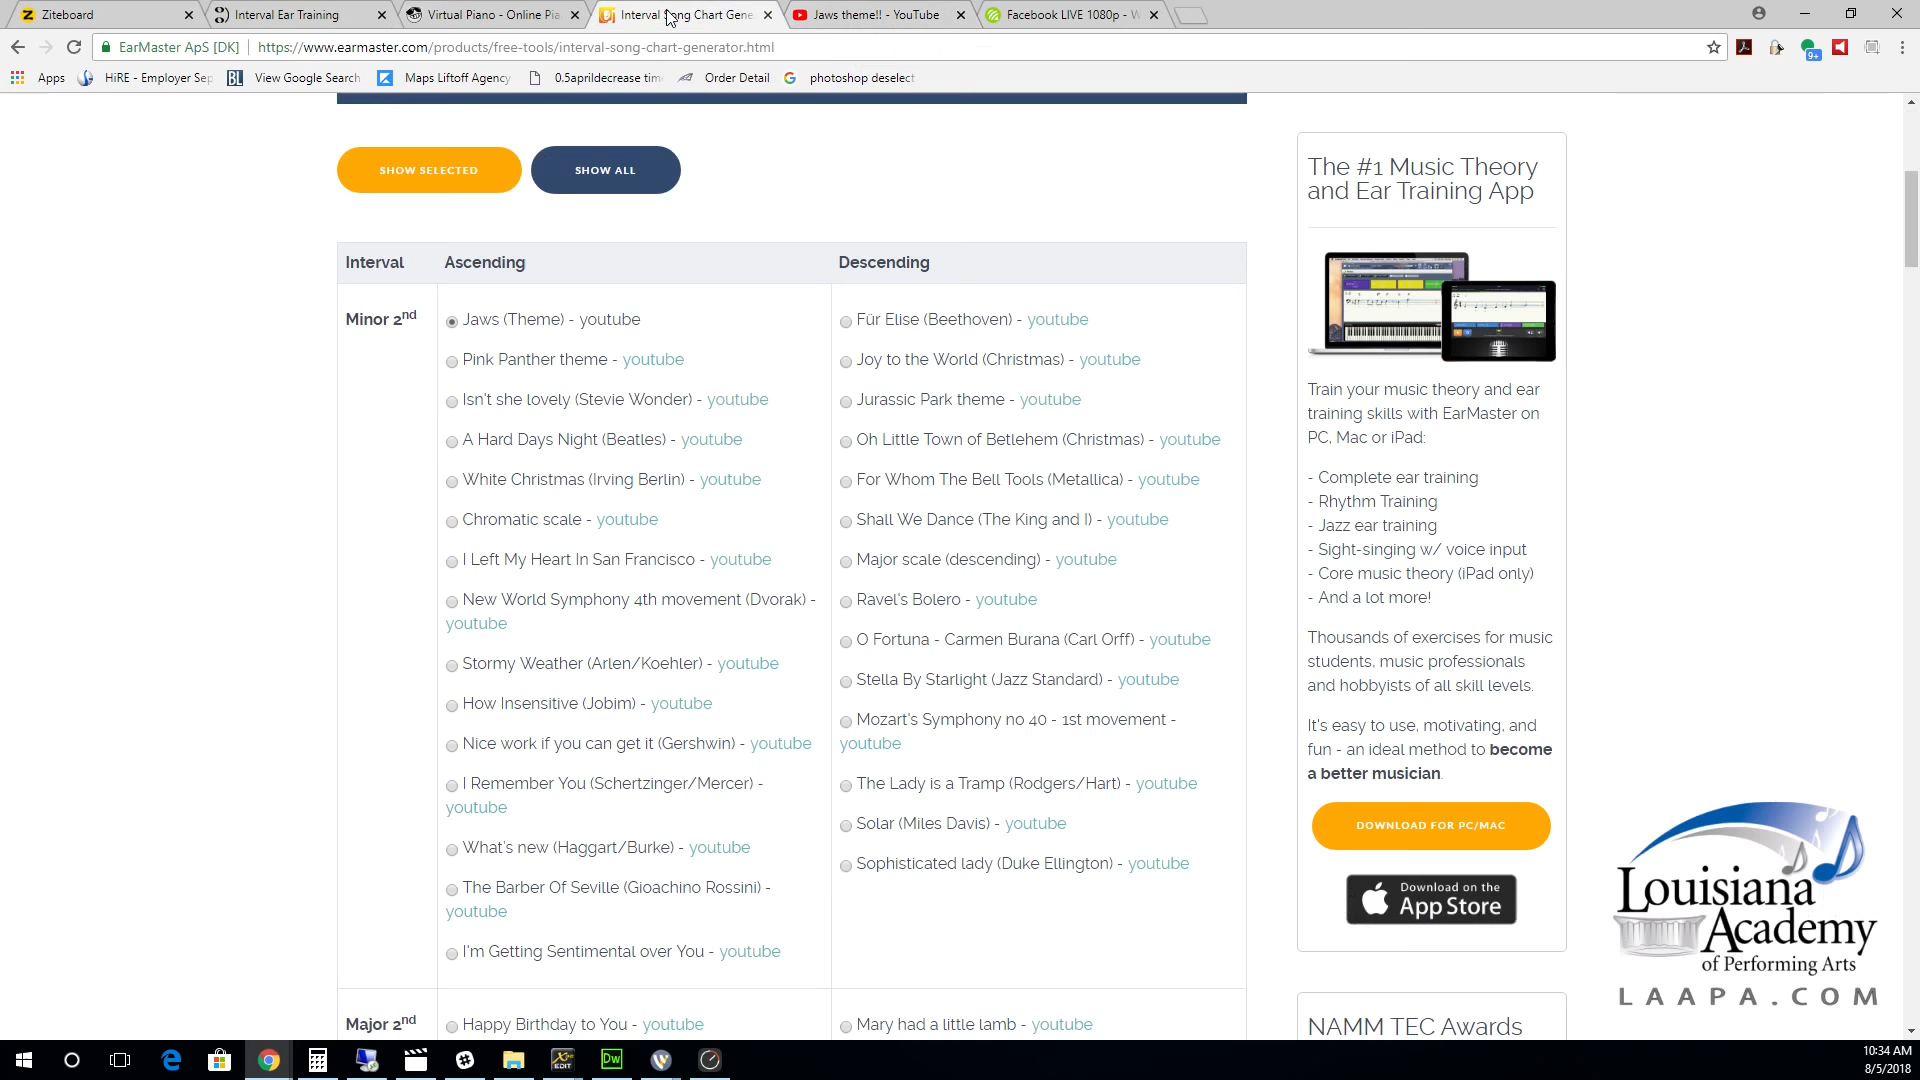 Ziteboard
Interval Ear Training
Virtual Piano - Online Pia
Interval Song Chart Gene
Jaws theme!! - YouTube
Facebook LIVE 1080p - W
EarMaster ApS [DK]
https://www.earmaster.com/products/free-tools/interval-song-chart-generator.html
9+
Apps
HiRE - Employer Sep
BL
View Google Search
Maps Liftoff Agency
0.5aprildecrease time
Order Detail
photoshop deselect
SHOW SELECTED
SHOW ALL
Interval
Ascending
Descending
Minor 2nd
Jaws (Theme) - youtube
Pink Panther theme - youtube
Isn't she lovely (Stevie Wonder) - youtube
A Hard Days Night (Beatles) - youtube
White Christmas (Irving Berlin) - youtube
Chromatic scale - youtube
I Left My Heart In San Francisco - youtube
New World Symphony 4th movement (Dvorak) -
youtube
Stormy Weather (Arlen/Koehler) - youtube
How Insensitive (Jobim) - youtube
Nice work if you can get it (Gershwin) - youtube
I Remember You (Schertzinger/Mercer) -
youtube
What's new (Haggart/Burke) - youtube
The Barber Of Seville (Gioachino Rossini) -
youtube
I'm Getting Sentimental over You - youtube
Für Elise (Beethoven) - youtube
Joy to the World (Christmas) - youtube
Jurassic Park theme - youtube
Oh Little Town of Betlehem (Christmas) - youtube
For Whom The Bell Tools (Metallica) - youtube
Shall We Dance (The King and I) - youtube
Major scale (descending) - youtube
Ravel's Bolero - youtube
O Fortuna - Carmen Burana (Carl Orff) - youtube
Stella By Starlight (Jazz Standard) - youtube
Mozart's Symphony no 40 - 1st movement -
youtube
The Lady is a Tramp (Rodgers/Hart) - youtube
Solar (Miles Davis) - youtube
Sophisticated lady (Duke Ellington) - youtube
Major 2nd
Happy Birthday to You - youtube
Mary had a little lamb - youtube
The #1 Music Theory
and Ear Training App
Train your music theory and ear
training skills with EarMaster on
PC, Mac or iPad:
- Complete ear training
- Rhythm Training
- Jazz ear training
- Sight-singing w/ voice input
- Core music theory (iPad only)
- And a lot more!
Thousands of exercises for music
students, music professionals
and hobbyists of all skill levels.
It's easy to use, motivating, and
fun - an ideal method to become
a better musician.
DOWNLOAD FOR PC/MAC
Download on the
App Store
NAMM TEC Awards
Louisiana
Academy
of Performing Arts
LAAPA.COM
EDIT
Dw
10:34 AM
8/5/2018